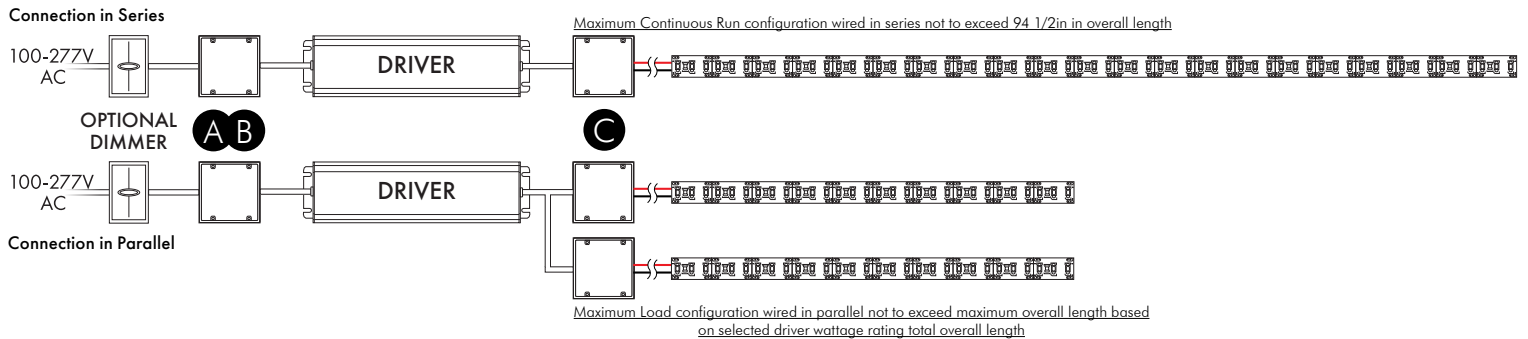 Connection in Series
Maximum Continuous Run configuration wired in series not to exceed 94 1/2in in overall length
100-277V
AC
DRIVER
OPTIONAL
DIMMER
A B
C
100-277V
AC
DRIVER
Connection in Parallel
Maximum Load configuration wired in parallel not to exceed maximum overall length based
on selected driver wattage rating total overall length